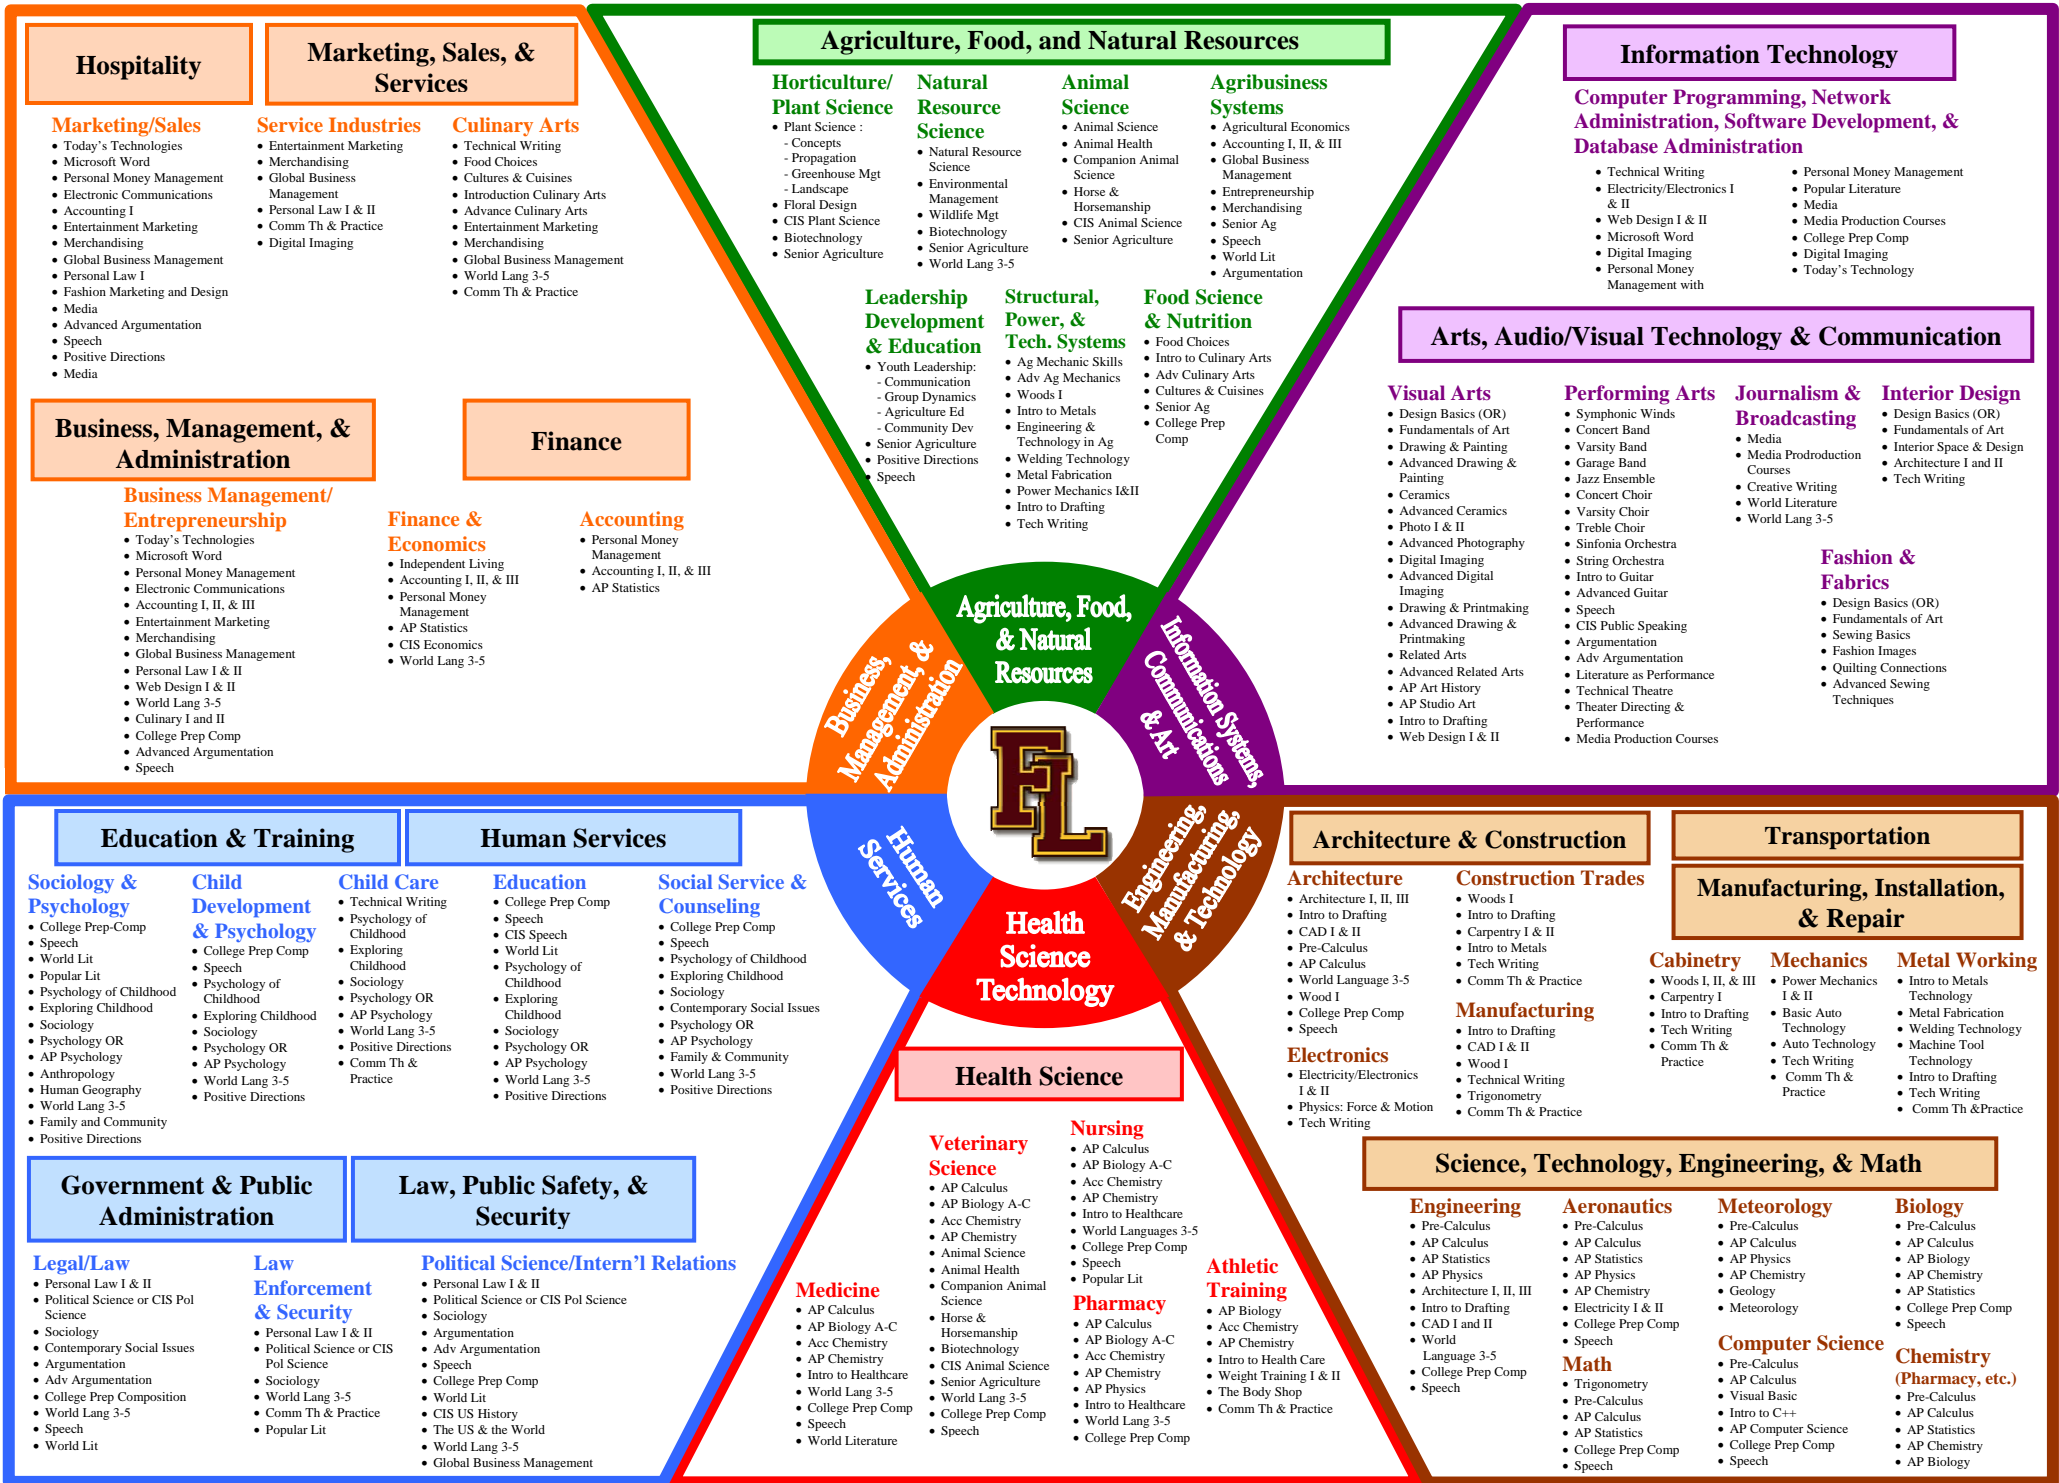 Hospitality
Marketing, Sales, &
Services
Marketing/Sales
• Today's Technologies
• Microsoft Word
• Personal Money Management
• Electronic Communications
• Accounting I
• Entertainment Marketing
• Merchandising
• Global Business Management
• Personal Law I
• Fashion Marketing and Design
• Media
• Advanced Argumentation
• Speech
• Positive Directions
• Media
Service Industries
• Entertainment Marketing
• Merchandising
• Global Business
Management
• Personal Law I & II
• Comm Th & Practice
• Digital Imaging
Culinary Arts
• Technical Writing
• Food Choices
• Cultures & Cuisines
• Introduction Culinary Arts
• Advance Culinary Arts
• Entertainment Marketing
• Merchandising
• Global Business Management
• World Lang 3-5
• Comm Th & Practice
Business, Management, &
Administration
Finance
Business Management/
Entrepreneurship
• Today's Technologies
• Microsoft Word
• Personal Money Management
• Electronic Communications
• Accounting I, II, & III
• Entertainment Marketing
• Merchandising
• Global Business Management
• Personal Law I & II
• Web Design I & II
• World Lang 3-5
• Culinary I and II
• College Prep Comp
• Advanced Argumentation
• Speech
Finance &
Economics
• Independent Living
• Accounting I, II, & III
• Personal Money
Management
• AP Statistics
• CIS Economics
• World Lang 3-5
Accounting
• Personal Money
Management
• Accounting I, II, & III
• AP Statistics
Agriculture, Food, and Natural Resources
Horticulture/
Plant Science
• Plant Science :
- Concepts
- Propagation
- Greenhouse Mgt
- Landscape
• Floral Design
• CIS Plant Science
• Biotechnology
• Senior Agriculture
Natural
Resource
Science
• Natural Resource
Science
• Environmental
Management
• Wildlife Mgt
• Biotechnology
• Senior Agriculture
• World Lang 3-5
Animal
Science
• Animal Science
• Animal Health
• Companion Animal
Science
• Horse &
Horsemanship
• CIS Animal Science
• Senior Agriculture
Agribusiness
Systems
• Agricultural Economics
• Accounting I, II, & III
• Global Business
Management
• Entrepreneurship
• Merchandising
• Senior Ag
• Speech
• World Lit
• Argumentation
Leadership
Development
& Education
• Youth Leadership:
- Communication
- Group Dynamics
- Agriculture Ed
- Community Dev
• Senior Agriculture
• Positive Directions
• Speech
Structural,
Power, &
Tech. Systems
• Ag Mechanic Skills
• Adv Ag Mechanics
• Woods I
• Intro to Metals
• Engineering &
Technology in Ag
• Welding Technology
• Metal Fabrication
• Power Mechanics I&II
• Intro to Drafting
• Tech Writing
Food Science
& Nutrition
• Food Choices
• Intro to Culinary Arts
• Adv Culinary Arts
• Cultures & Cuisines
• Senior Ag
• College Prep
Comp
Information Technology
Computer Programming, Network
Administration, Software Development, &
Database Administration
• Technical Writing
• Electricity/Electronics I
& II
• Web Design I & II
• Microsoft Word
• Digital Imaging
• Personal Money
Management with
• Personal Money Management
• Popular Literature
• Media
• Media Production Courses
• College Prep Comp
• Digital Imaging
• Today's Technology
Arts, Audio/Visual Technology & Communication
Visual Arts
• Design Basics (OR)
• Fundamentals of Art
• Drawing & Painting
• Advanced Drawing &
Painting
• Ceramics
• Advanced Ceramics
• Photo I & II
• Advanced Photography
• Digital Imaging
• Advanced Digital
Imaging
• Drawing & Printmaking
• Advanced Drawing &
Printmaking
• Related Arts
• Advanced Related Arts
• AP Art History
• AP Studio Art
• Intro to Drafting
• Web Design I & II
Performing Arts
• Symphonic Winds
• Concert Band
• Varsity Band
• Garage Band
• Jazz Ensemble
• Concert Choir
• Varsity Choir
• Treble Choir
• Sinfonia Orchestra
• String Orchestra
• Intro to Guitar
• Advanced Guitar
• Speech
• CIS Public Speaking
• Argumentation
• Adv Argumentation
• Literature as Performance
• Technical Theatre
• Theater Directing &
Performance
• Media Production Courses
Journalism &
Broadcasting
• Media
• Media Prodroduction
Courses
• Creative Writing
• World Literature
• World Lang 3-5
Interior Design
• Design Basics (OR)
• Fundamentals of Art
• Interior Space & Design
• Architecture I and II
• Tech Writing
Fashion &
Fabrics
• Design Basics (OR)
• Fundamentals of Art
• Sewing Basics
• Fashion Images
• Quilting Connections
• Advanced Sewing
Techniques
Business,
Management, &
Administration
Agriculture, Food,
& Natural
Resources
Information Systems,
Communications
& Art
FL
Human
Services
Health
Science
Technology
Engineering,
Manufacturing,
& Technology
Education & Training
Human Services
Sociology &
Psychology
• College Prep-Comp
• Speech
• World Lit
• Popular Lit
• Psychology of Childhood
• Exploring Childhood
• Sociology
• Psychology OR
• AP Psychology
• Anthropology
• Human Geography
• World Lang 3-5
• Family and Community
• Positive Directions
Child
Development
& Psychology
• College Prep Comp
• Speech
• Psychology of
Childhood
• Exploring Childhood
• Sociology
• Psychology OR
• AP Psychology
• World Lang 3-5
• Positive Directions
Child Care
• Technical Writing
• Psychology of
Childhood
• Exploring
Childhood
• Sociology
• Psychology OR
• AP Psychology
• World Lang 3-5
• Positive Directions
• Comm Th &
Practice
Education
• College Prep Comp
• Speech
• CIS Speech
• World Lit
• Psychology of
Childhood
• Exploring
Childhood
• Sociology
• Psychology OR
• AP Psychology
• World Lang 3-5
• Positive Directions
Social Service &
Counseling
• College Prep Comp
• Speech
• Psychology of Childhood
• Exploring Childhood
• Sociology
• Contemporary Social Issues
• Psychology OR
• AP Psychology
• Family & Community
• World Lang 3-5
• Positive Directions
Government & Public
Administration
Law, Public Safety, &
Security
Legal/Law
• Personal Law I & II
• Political Science or CIS Pol
Science
• Sociology
• Contemporary Social Issues
• Argumentation
• Adv Argumentation
• College Prep Composition
• World Lang 3-5
• Speech
• World Lit
Law
Enforcement
& Security
• Personal Law I & II
• Political Science or CIS
Pol Science
• Sociology
• World Lang 3-5
• Comm Th & Practice
• Popular Lit
Political Science/Intern'l Relations
• Personal Law I & II
• Political Science or CIS Pol Science
• Sociology
• Argumentation
• Adv Argumentation
• Speech
• College Prep Comp
• World Lit
• CIS US History
• The US & the World
• World Lang 3-5
• Global Business Management
Health Science
Medicine
• AP Calculus
• AP Biology A-C
• Acc Chemistry
• AP Chemistry
• Intro to Healthcare
• World Lang 3-5
• College Prep Comp
• Speech
• World Literature
Veterinary
Science
• AP Calculus
• AP Biology A-C
• Acc Chemistry
• AP Chemistry
• Animal Science
• Animal Health
• Companion Animal
Science
• Horse &
Horsemanship
• Biotechnology
• CIS Animal Science
• Senior Agriculture
• World Lang 3-5
• College Prep Comp
• Speech
Nursing
• AP Calculus
• AP Biology A-C
• Acc Chemistry
• AP Chemistry
• Intro to Healthcare
• World Languages 3-5
• College Prep Comp
• Speech
• Popular Lit
Pharmacy
• AP Calculus
• AP Biology A-C
• Acc Chemistry
• AP Chemistry
• AP Physics
• Intro to Healthcare
• World Lang 3-5
• College Prep Comp
Athletic
Training
• AP Biology
• Acc Chemistry
• AP Chemistry
• Intro to Health Care
• Weight Training I & II
• The Body Shop
• Comm Th & Practice
Architecture & Construction
Transportation
Manufacturing, Installation,
& Repair
Architecture
• Architecture I, II, III
• Intro to Drafting
• CAD I & II
• Pre-Calculus
• AP Calculus
• World Language 3-5
• Wood I
• College Prep Comp
• Speech
Electronics
• Electricity/Electronics
I & II
• Physics: Force & Motion
• Tech Writing
Construction Trades
• Woods I
• Intro to Drafting
• Carpentry I & II
• Intro to Metals
• Tech Writing
• Comm Th & Practice
Manufacturing
• Intro to Drafting
• CAD I & II
• Wood I
• Technical Writing
• Trigonometry
• Comm Th & Practice
Cabinetry
• Woods I, II, & III
• Carpentry I
• Intro to Drafting
• Tech Writing
• Comm Th &
Practice
Mechanics
• Power Mechanics
I & II
• Basic Auto
Technology
• Auto Technology
• Tech Writing
• Comm Th &
Practice
Metal Working
• Intro to Metals
Technology
• Metal Fabrication
• Welding Technology
• Machine Tool
Technology
• Intro to Drafting
• Tech Writing
• Comm Th &Practice
Science, Technology, Engineering, & Math
Engineering
• Pre-Calculus
• AP Calculus
• AP Statistics
• AP Physics
• Architecture I, II, III
• Intro to Drafting
• CAD I and II
• World
Language 3-5
• College Prep Comp
• Speech
Aeronautics
• Pre-Calculus
• AP Calculus
• AP Statistics
• AP Physics
• AP Chemistry
• Electricity I & II
• College Prep Comp
• Speech
Math
• Trigonometry
• Pre-Calculus
• AP Calculus
• AP Statistics
• College Prep Comp
• Speech
Meteorology
• Pre-Calculus
• AP Calculus
• AP Physics
• AP Chemistry
• Geology
• Meteorology
Computer Science
• Pre-Calculus
• AP Calculus
• Visual Basic
• Intro to C++
• AP Computer Science
• College Prep Comp
• Speech
Biology
• Pre-Calculus
• AP Calculus
• AP Biology
• AP Chemistry
• AP Statistics
• College Prep Comp
• Speech
Chemistry
(Pharmacy, etc.)
• Pre-Calculus
• AP Calculus
• AP Statistics
• AP Chemistry
• AP Biology